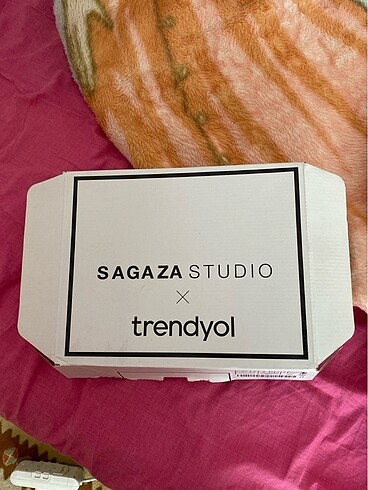 SAGAZA STUDIO
×
trendyol